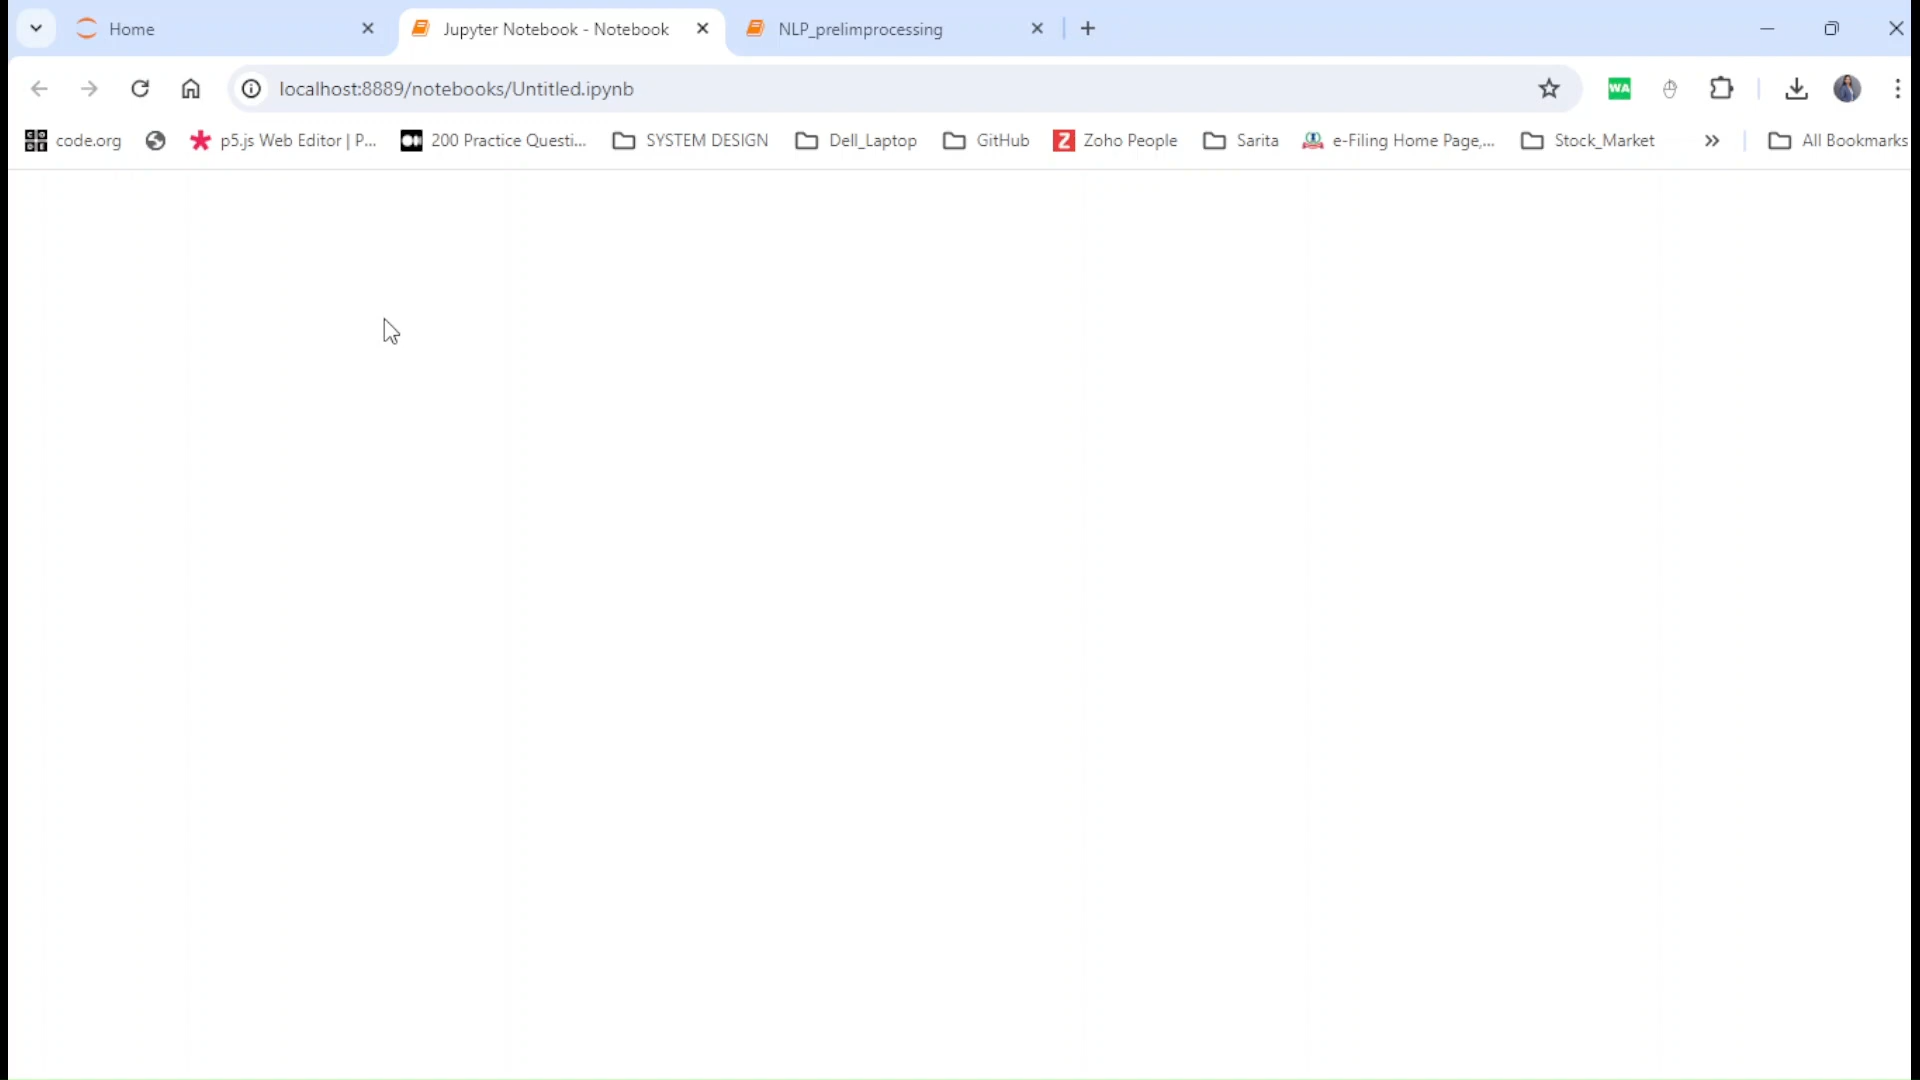 Home
Jupyter Notebook - Notebook
NLP_prelimprocessing
localhost:8889/notebooks/Untitled.ipynb
WA
code.org
p5.js Web Editor | P...
200 Practice Questi...
SYSTEM DESIGN
Dell_Laptop
GitHub
Z Zoho People
Sarita
e-Filing Home Page,...
Stock_Market
All Bookmarks